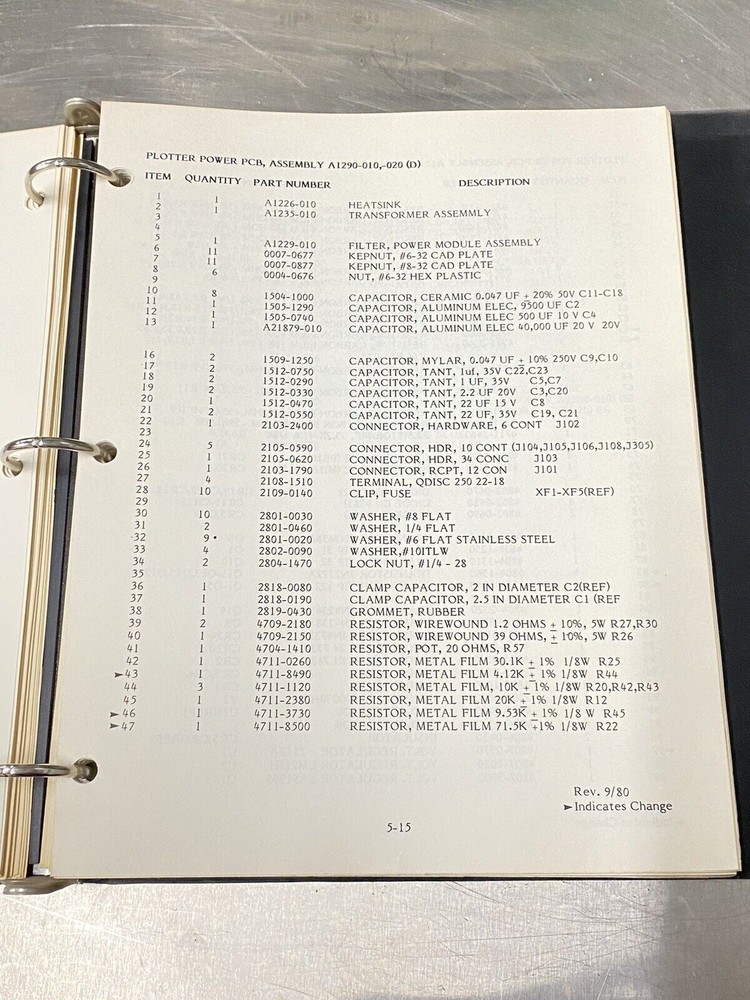 PLOTTER POWER PCB, ASSEMBLY A1290-010,-020 (D)
ITEM QUANTITY PART NUMBER DESCRIPTION
1 1 A1226-010 HEATSINK
2 1 A1235-010 TRANSFORMER ASSEMMLY
3
4
5 1 A1229-010 FILTER, POWER MODULE ASSEMBLY
6 11 0007-0677 KEPNUT, #6-32 CAD PLATE
7 11 0007-0877 KEPNUT, #8-32 CAD PLATE
8 6 0004-0676 NUT, #6-32 HEX PLASTIC
9
10 8 1504-1000 CAPACITOR, CERAMIC 0.047 UF + 20% 50V C11-C18
11 1 1505-1290 CAPACITOR, ALUMINUM ELEC, 9500 UF C2
12 1 1505-0740 CAPACITOR, ALUMINUM ELEC 500 UF 10 V C4
13 1 A21879-010 CAPACITOR, ALUMINUM ELEC 40,000 UF 20 V 20V
16 2 1509-1250 CAPACITOR, MYLAR, 0.047 UF ± 10% 250V C9,C10
17 2 1512-0750 CAPACITOR, TANT, 1uf, 35V C22,C23
18 2 1512-0290 CAPACITOR, TANT, 1 UF, 35V C5,C7
19 2 1512-0330 CAPACITOR, TANT, 2.2 UF 20V C3,C20
20 1 1512-0470 CAPACITOR, TANT, 22 UF 15 V C8
21 2 1512-0550 CAPACITOR, TANT, 22 UF, 35V C19, C21
22 1 2103-2400 CONNECTOR, HARDWARE, 6 CONT J102
23
24 5 2105-0590 CONNECTOR, HDR, 10 CONT (J104,J105,J106,J108,J305)
25 1 2105-0620 CONNECTOR, HDR, 34 CONC J103
26 1 2103-1790 CONNECTOR, RCPT, 12 CON J101
27 4 2108-1510 TERMINAL, QDISC 250 22-18
28 10 2109-0140 CLIP, FUSE XF1-XF5(REF)
29
30 10 2801-0030 WASHER, #8 FLAT
31 2 2801-0460 WASHER, 1/4 FLAT
32 9 2801-0020 WASHER, #6 FLAT STAINLESS STEEL
33 4 2802-0090 WASHER,#10ITLW
34 2 2804-1470 LOCK NUT, #1/4 - 28
35
36 1 2818-0080 CLAMP CAPACITOR, 2 IN DIAMETER C2(REF)
37 1 2818-0190 CLAMP CAPACITOR, 2.5 IN DIAMETER C1 (REF
38 1 2819-0430 GROMMET, RUBBER
39 2 4709-2180 RESISTOR, WIREWOUND 1.2 OHMS ± 10%, 5W R27,R30
40 1 4709-2150 RESISTOR, WIREWOUND 39 OHMS, ± 10%, 5W R26
41 1 4704-1410 RESISTOR, POT, 20 OHMS, R57
42 1 4711-0260 RESISTOR, METAL FILM 30.1K ± 1% 1/8W R25
►43 1 4711-8490 RESISTOR, METAL FILM 4.12K ± 1% 1/8W R44
44 3 4711-1120 RESISTOR, METAL FILM, 10K ± 1% 1/8W R20,R42,R43
45 1 4711-2380 RESISTOR, METAL FILM 20K ± 1% 1/8W R12
►46 1 4711-3730 RESISTOR, METAL FILM 9.53K ± 1% 1/8 W R45
►47 1 4711-8500 RESISTOR, METAL FILM 71.5K ± 1% 1/8W R22
Rev. 9/80
►Indicates Change
5-15